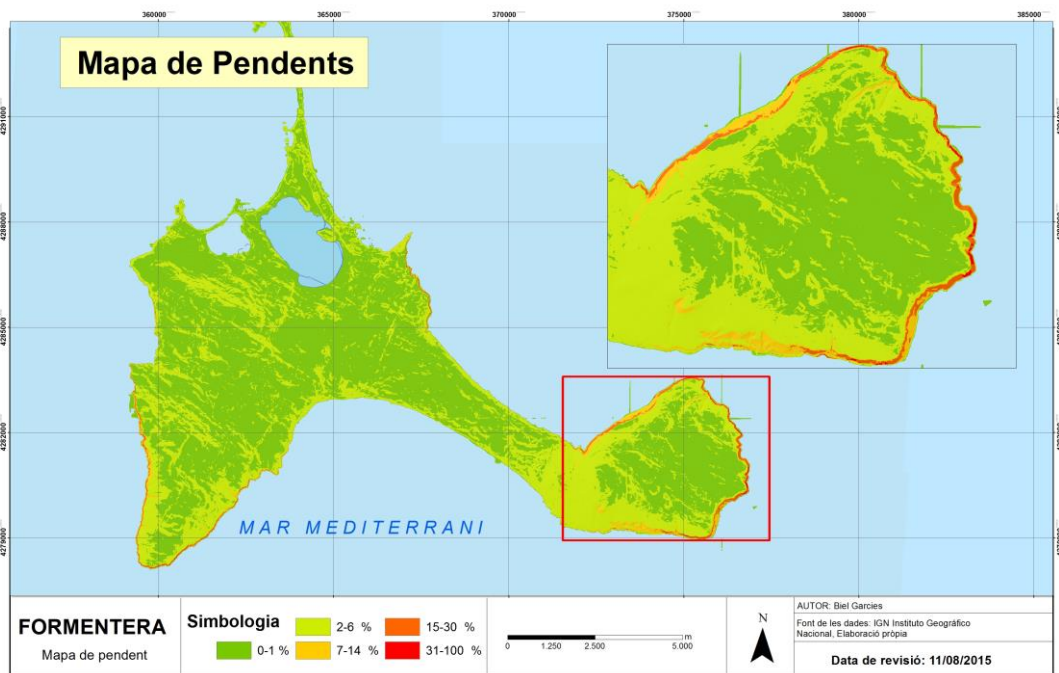 360000 365000 370000 375000 380000 385000
Mapa de Pendents
4291000
4288000
4285000
4282000
4279000
MAR MEDITERRANI
FORMENTERA
Mapa de pendent
Simbologia
0-1 %
2-6 %
7-14 %
15-30 %
31-100 %
m
0 1.250 2.500 5.000
N
AUTOR: Biel Garcies
Font de les dades: IGN Instituto Geográfico
Nacional, Elaboració pròpia
Data de revisió: 11/08/2015